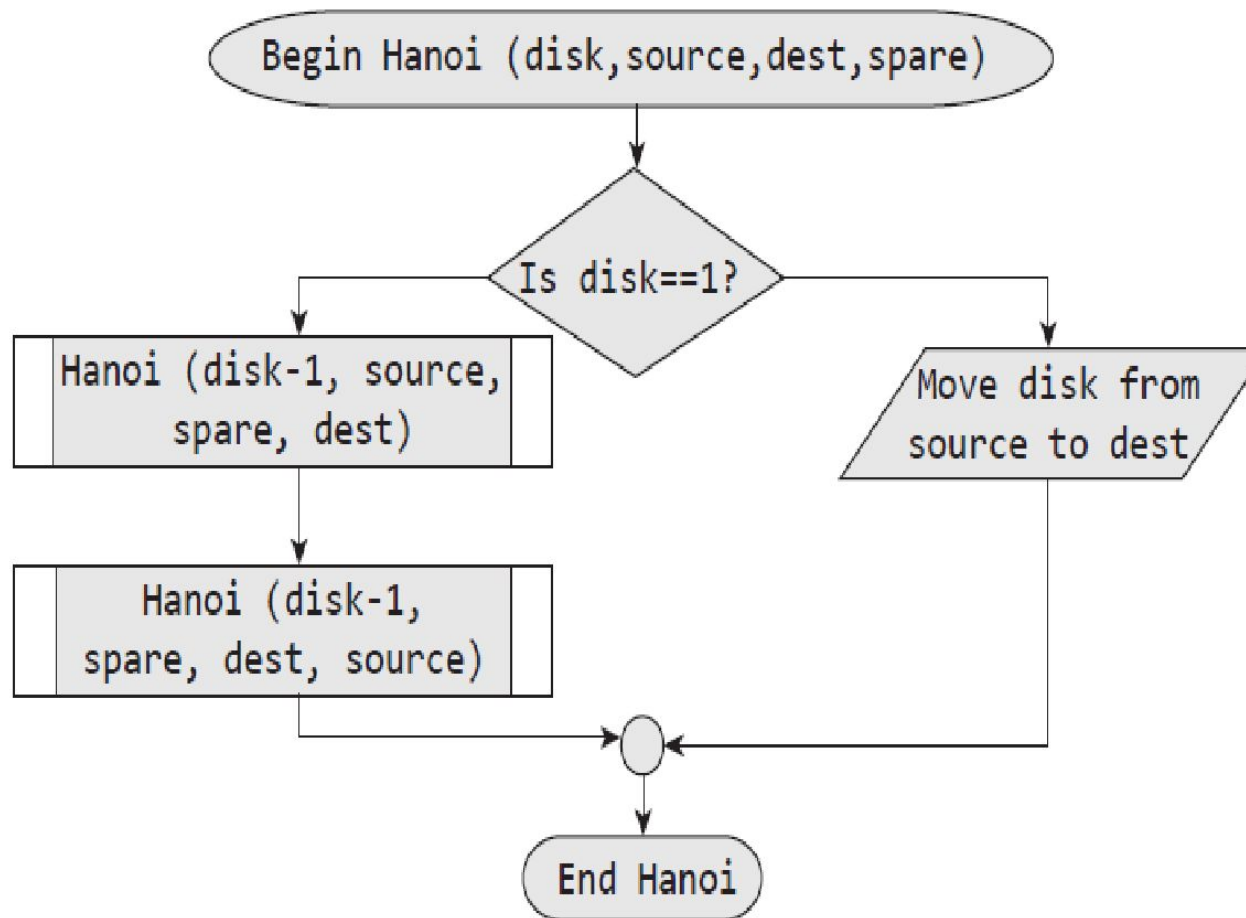 Begin Hanoi (disk,source,dest,spare)
Is disk==1?
Hanoi (disk-1, source,
spare, dest)
Move disk from
source to dest
Hanoi (disk-1,
spare, dest, source)
End Hanoi